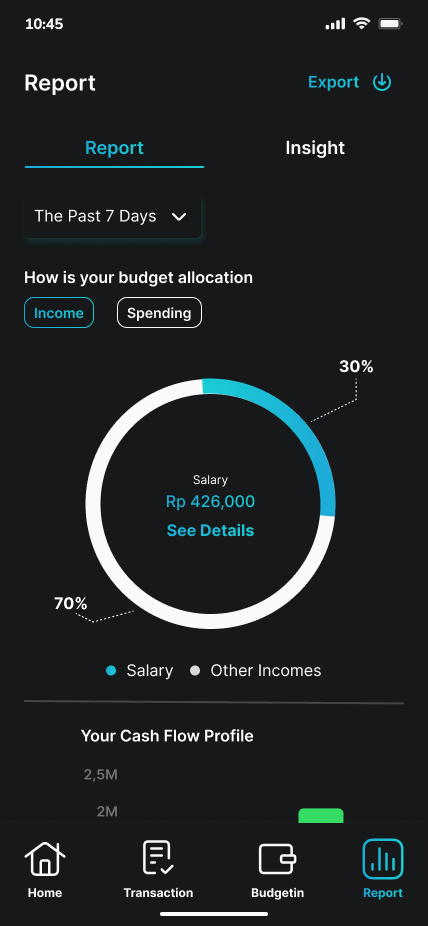 10:45
Report
Export
Report Insight
The Past 7 Days
How is your budget allocation
Income Spending
30%
Salary
Rp 426,000
See Details
70%
Salary Other Incomes
Your Cash Flow Profile
2,5M
2M
Home Transaction Budgetin Report